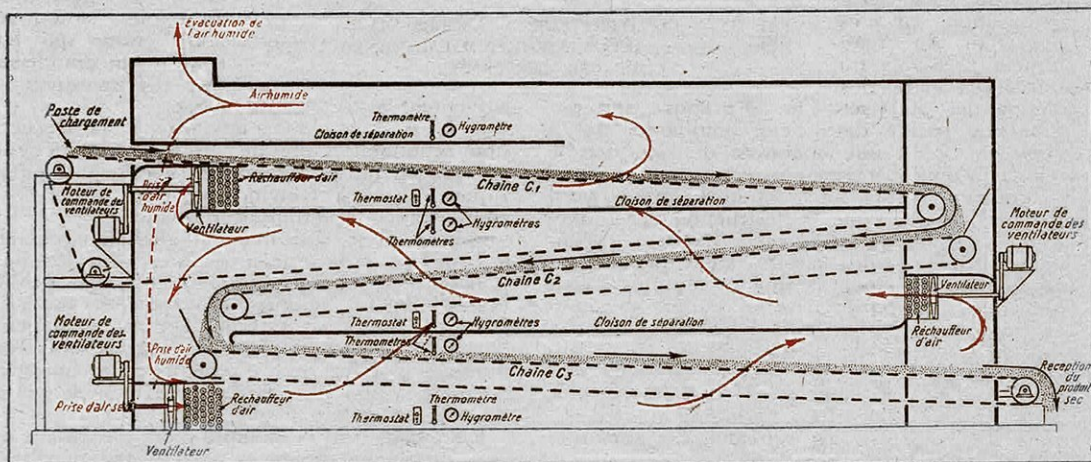 Évacuation de
l'air humide
Air humide
Poste de
chargement
Thermomètre
Hygromètre
Cloison de séparation
Moteur de
commande des
ventilateurs
Prise
d'air
humide
Réchauffeur d'air
Chaîne C1
Thermostat
Cloison de séparation
Hygromètres
Thermomètres
Ventilateur
Moteur de
commande des
ventilateurs
Chaîne C2
Ventilateur
Moteur de
commande des
ventilateurs
Thermostat
Hygromètres
Cloison de séparation
Thermomètres
Réchauffeur
d'air
Prise d'air
humide
Chaîne C3
Réception
du
produit
sec
Prise d'air sec
Réchauffeur
d'air
Thermomètre
Thermostat
Hygromètre
Ventilateur